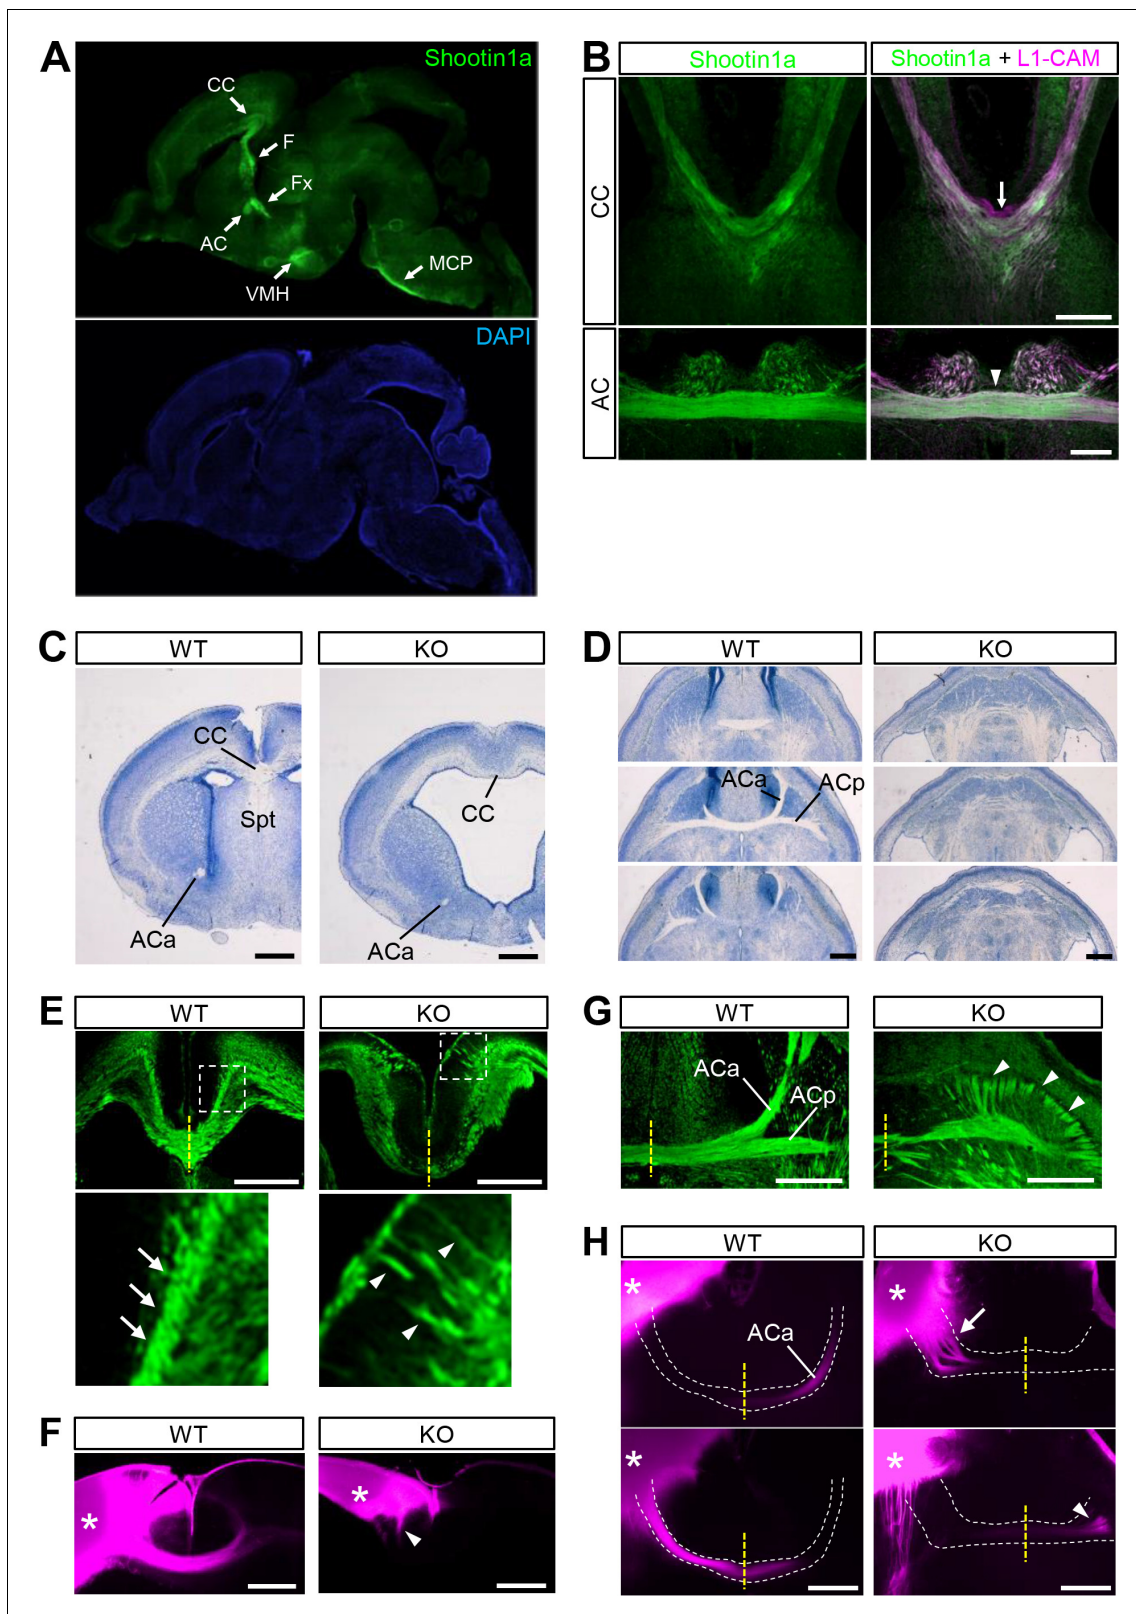 A
Shootin1a
CC
F
Fx
AC
VMH
MCP
DAPI
B
Shootin1a
Shootin1a + L1-CAM
CC
AC
C
WT
KO
CC
Spt
ACa
CC
ACa
D
WT
KO
ACa
ACp
E
WT
KO
F
WT
KO
*
*
G
WT
KO
ACa
ACp
H
WT
KO
*
ACa
*
*
*